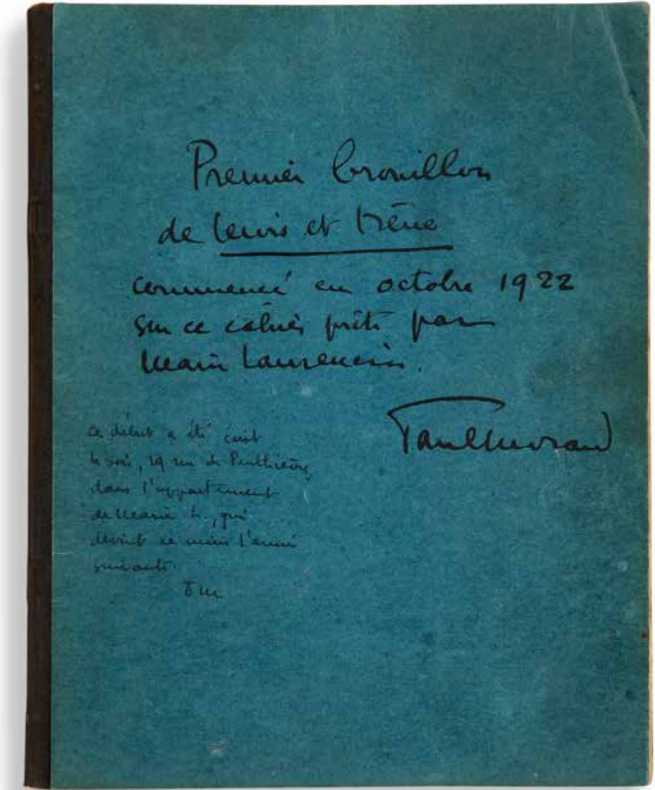 Premier brouillon
de Lewis et Irène
commencé en octobre 1922
sur ce cahier prêté par
Marie Laurencin.
Paul Morand
Ce début a été écrit
le soir, 19 rue de Penthièvre,
dans l'appartement
de Marie L., qui
devint le mien l'année
suivante.
P M